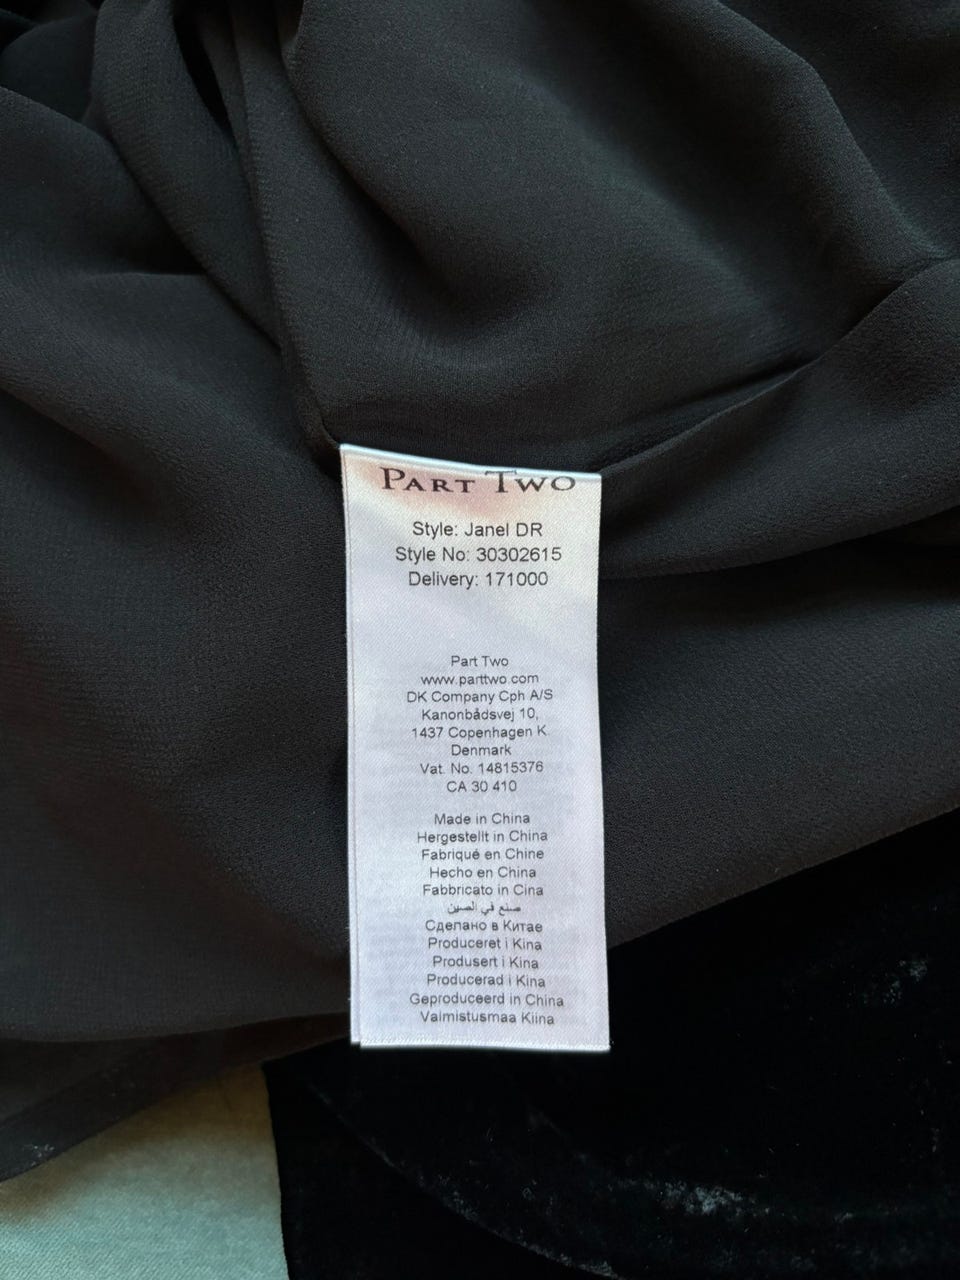 PART TWO
Style: Janel DR
Style No: 30302615
Delivery: 171000
Part Two
www.parttwo.com
DK Company Cph A/S
Kanonbådsvej 10,
1437 Copenhagen K
Denmark
Vat. No. 14815376
CA 30 410
Made in China
Hergestellt in China
Fabriqué en Chine
Hecho en China
Fabbricato in Cina
صنع في الصين
Сделано в Китае
Produceret i Kina
Produsert i Kina
Producerad i Kina
Geproduceerd in China
Valmistusmaa Kiina